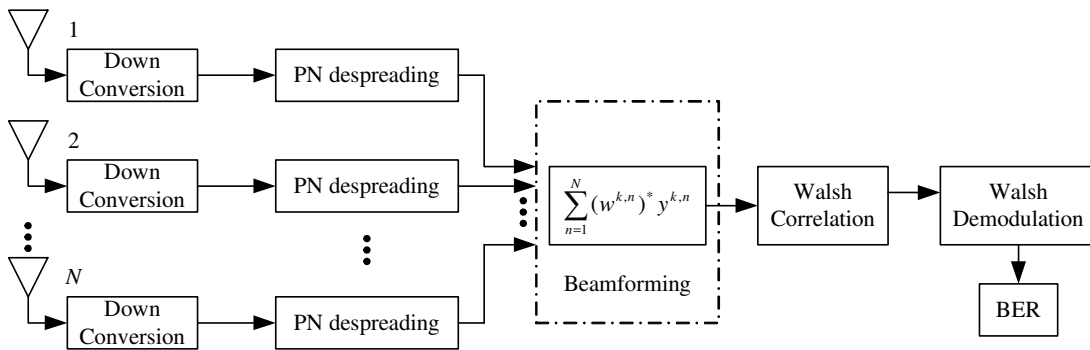 1
Down
Conversion
PN despreading
2
Down
Conversion
PN despreading
N
Down
Conversion
PN despreading
\sum_{n=1}^{N} (w^{k,n})^* y^{k,n}
Beamforming
Walsh
Correlation
Walsh
Demodulation
BER